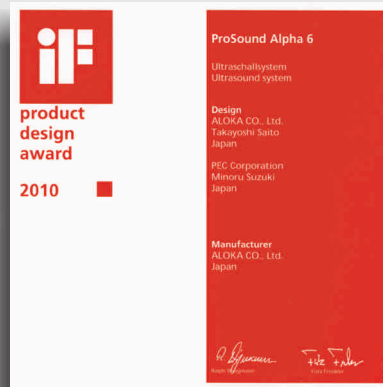 iF
product
design
award
2010
ProSound Alpha 6
Ultraschallsystem
Ultrasound system
Design
ALOKA CO., Ltd.
Takayoshi Saito
Japan
PEC Corporation
Minoru Suzuki
Japan
Manufacturer
ALOKA CO., Ltd.
Japan